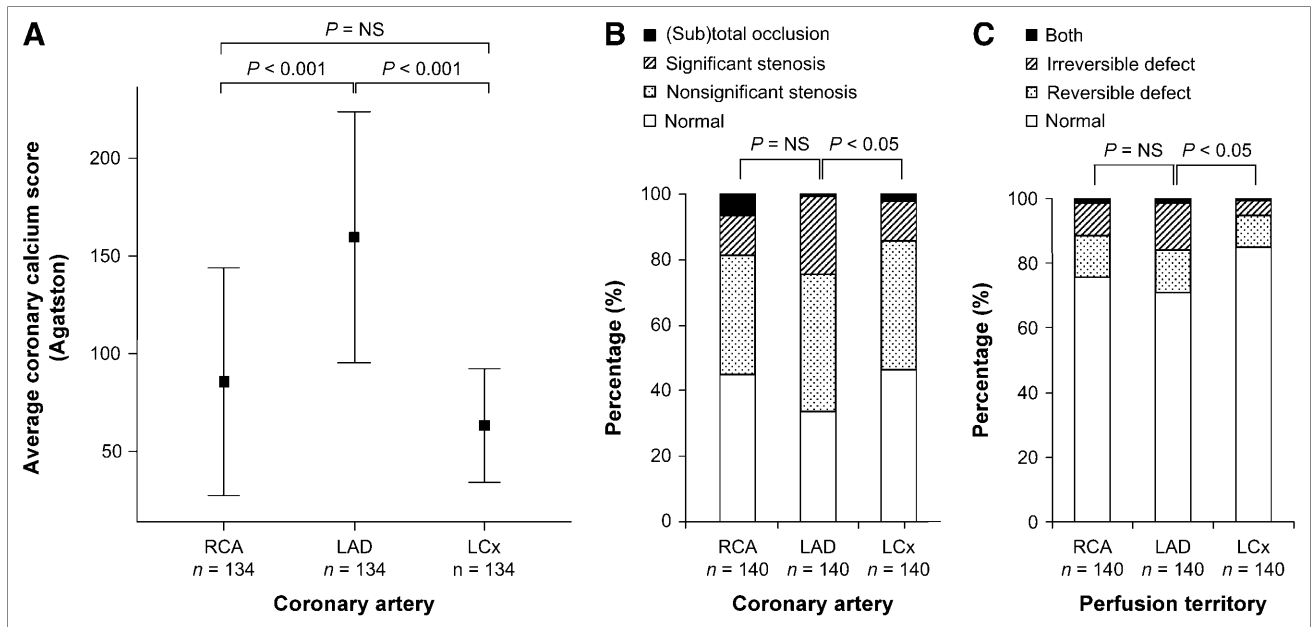 A
P = NS
P < 0.001
P < 0.001
Average coronary calcium score
(Agatston)
200
150
100
50
RCA
LAD
LCx
n = 134
n = 134
n = 134
Coronary artery
B
(Sub)total occlusion
Significant stenosis
Nonsignificant stenosis
Normal
P = NS
P < 0.05
Percentage (%)
100
80
60
40
20
0
RCA
LAD
LCx
n = 140
n = 140
n = 140
Coronary artery
C
Both
Irreversible defect
Reversible defect
Normal
P = NS
P < 0.05
Percentage (%)
100
80
60
40
20
0
RCA
LAD
LCx
n = 140
n = 140
n = 140
Perfusion territory